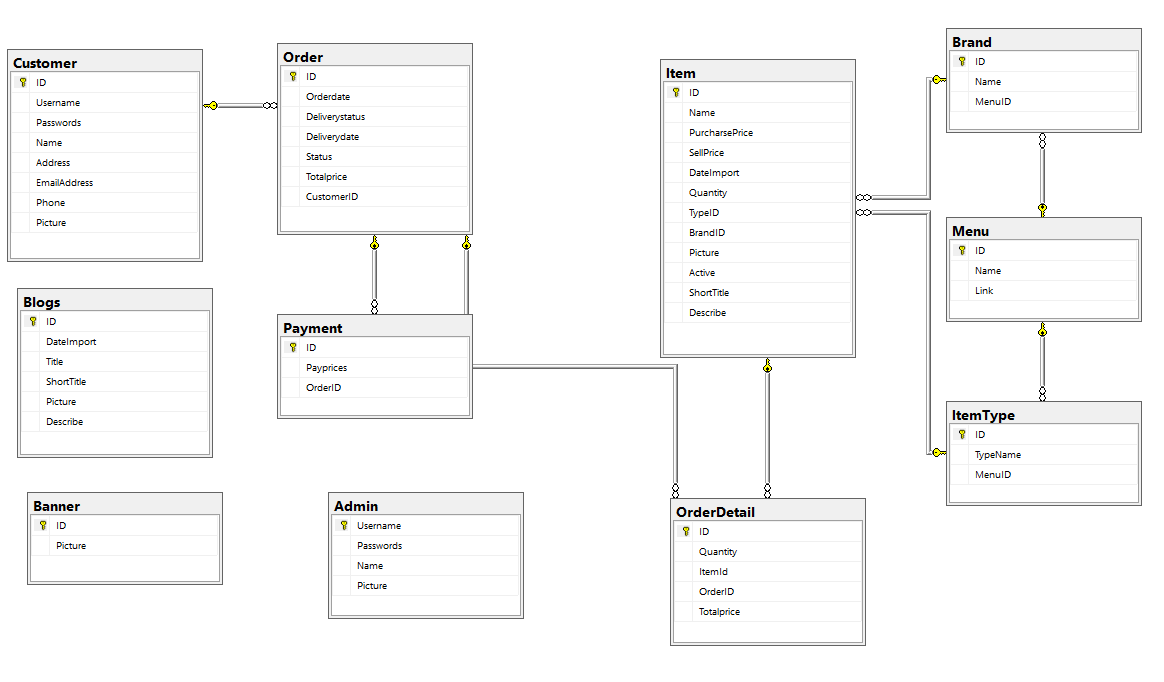 Customer
ID
Username
Passwords
Name
Address
EmailAddress
Phone
Picture
Order
ID
Orderdate
Deliverystatus
Deliverydate
Status
Totalprice
CustomerID
Item
ID
Name
PurcharsePrice
SellPrice
DateImport
Quantity
TypeID
BrandID
Picture
Active
ShortTitle
Describe
Brand
ID
Name
MenuID
Menu
ID
Name
Link
Blogs
ID
DateImport
Title
ShortTitle
Picture
Describe
Payment
ID
Payprices
OrderID
ItemType
ID
TypeName
MenuID
Banner
ID
Picture
Admin
Username
Passwords
Name
Picture
OrderDetail
ID
Quantity
ItemId
OrderID
Totalprice